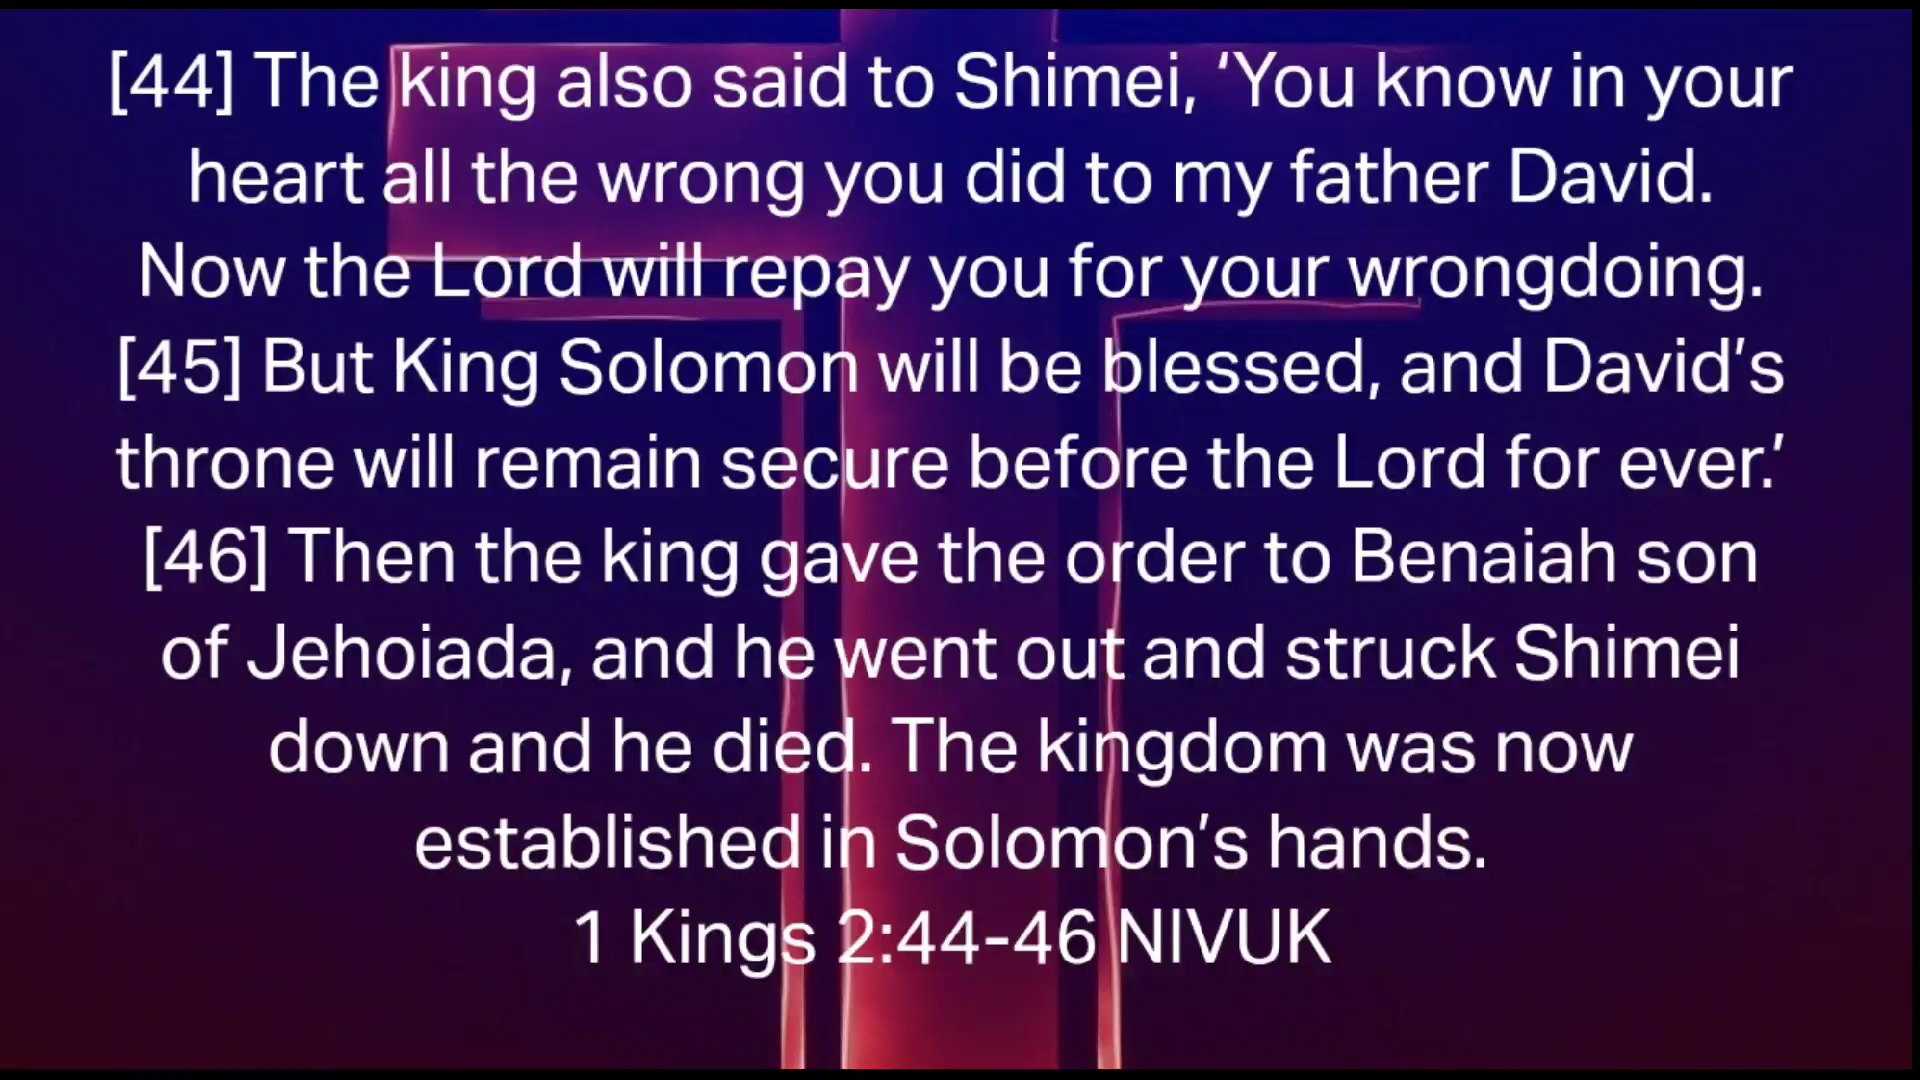 [44] The king also said to Shimei, ‘You know in your
heart all the wrong you did to my father David.
Now the Lord will repay you for your wrongdoing.
[45] But King Solomon will be blessed, and David’s
throne will remain secure before the Lord for ever.’
[46] Then the king gave the order to Benaiah son
of Jehoiada, and he went out and struck Shimei
down and he died. The kingdom was now
established in Solomon’s hands.
1 Kings 2:44-46 NIVUK